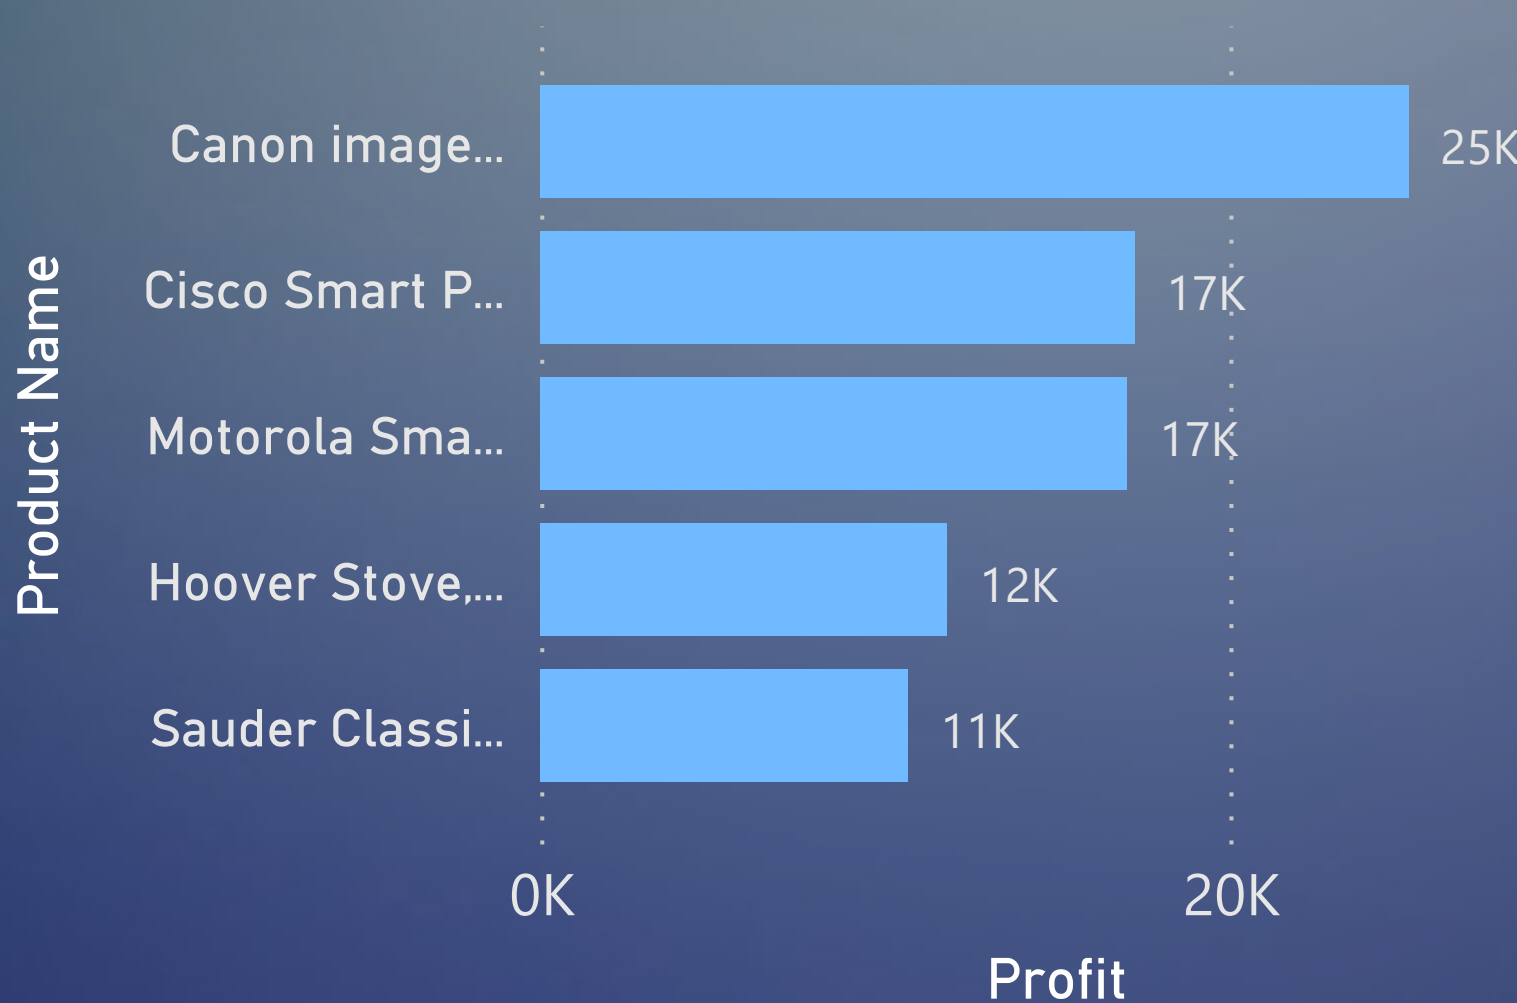 Product Name
Canon image...
25K
Cisco Smart P...
17K
Motorola Sma...
17K
Hoover Stove,...
12K
Sauder Classi...
11K
0K
20K
Profit